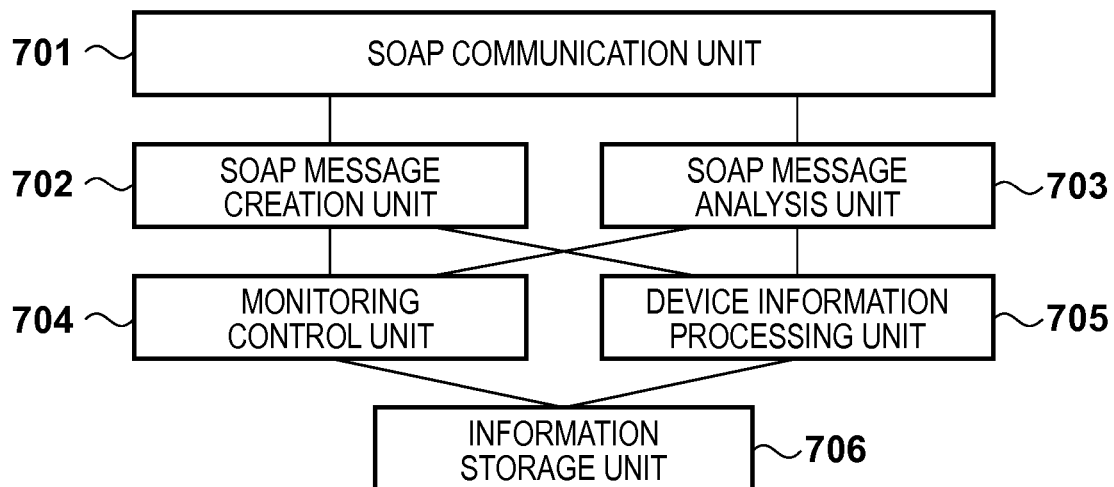 701
SOAP COMMUNICATION UNIT
702
SOAP MESSAGE
CREATION UNIT
SOAP MESSAGE
ANALYSIS UNIT
703
704
MONITORING
CONTROL UNIT
DEVICE INFORMATION
PROCESSING UNIT
705
INFORMATION
STORAGE UNIT
706